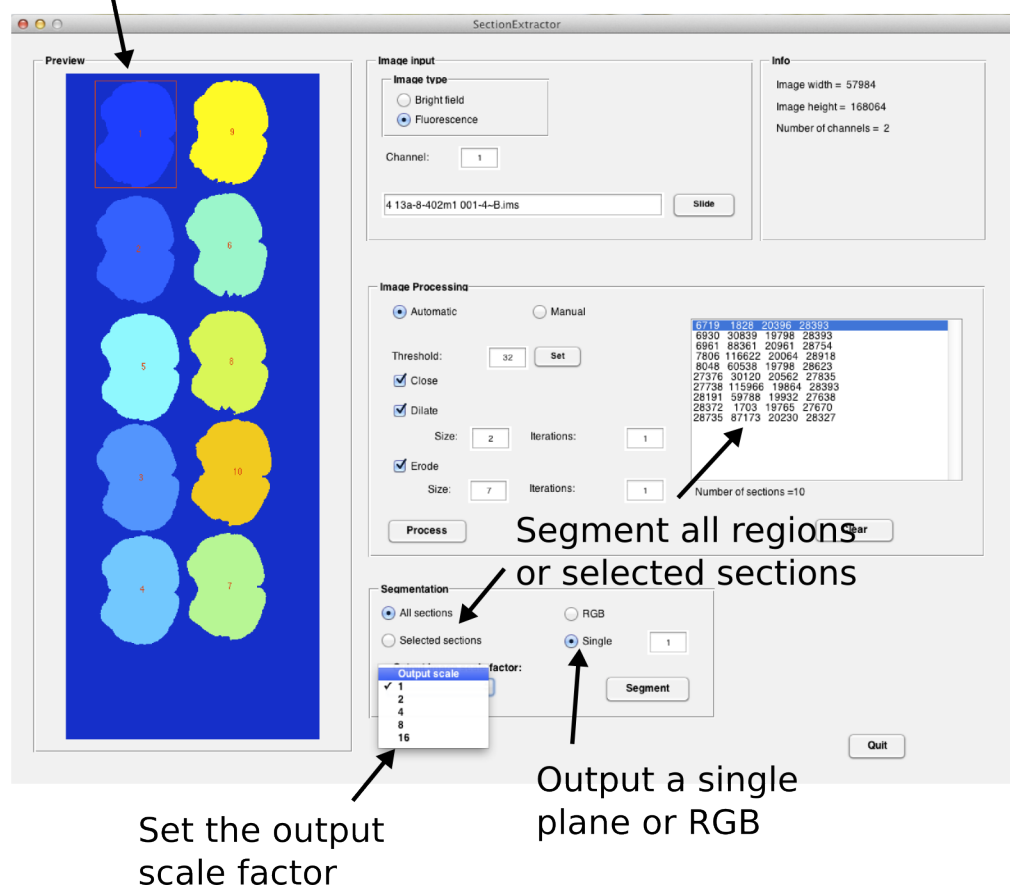 SectionExtractor
Preview
1
9
2
6
5
8
3
10
4
7
Image input
Image type
Bright field
Fluorescence
Channel: 1
4 13a-8-402m1 001-4~B.ims Slide
Info
Image width = 57984
Image height = 168064
Number of channels = 2
Image Processing
Automatic Manual
Threshold: 32 Set
Close
Dilate
Size: 2 Iterations: 1
Erode
Size: 7 Iterations: 1
Process
6719 1828 20396 28393
6930 30839 19798 28393
6961 88361 20961 28754
7806 116622 20064 28918
8048 60538 19798 28623
27376 30120 20562 27835
27738 115966 19864 28393
28191 59788 19932 27638
28372 1703 19765 27670
28735 87173 20230 28327
Number of sections =10
Segment all regions
or selected sections
Segmentation
All sections RGB
Selected sections Single 1
factor:
Output scale
✓ 1
2
4
8
16
Segment
Quit
Output a single
plane or RGB
Set the output
scale factor